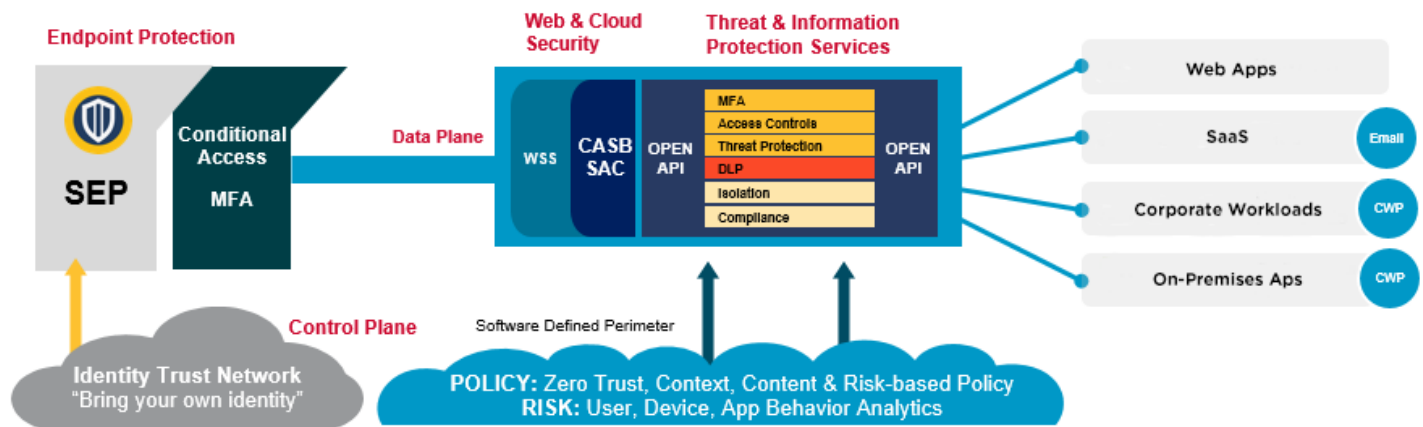 Endpoint Protection
SEP
Conditional
Access
MFA
Data Plane
Web & Cloud
Security
Threat & Information
Protection Services
WSS
CASB
SAC
OPEN
API
MFA
Access Controls
Threat Protection
DLP
Isolation
Compliance
OPEN
API
Web Apps
SaaS
Email
Corporate Workloads
CWP
On-Premises Aps
CWP
Control Plane
Software Defined Perimeter
Identity Trust Network
“Bring your own identity”
POLICY: Zero Trust, Context, Content & Risk-based Policy
RISK: User, Device, App Behavior Analytics